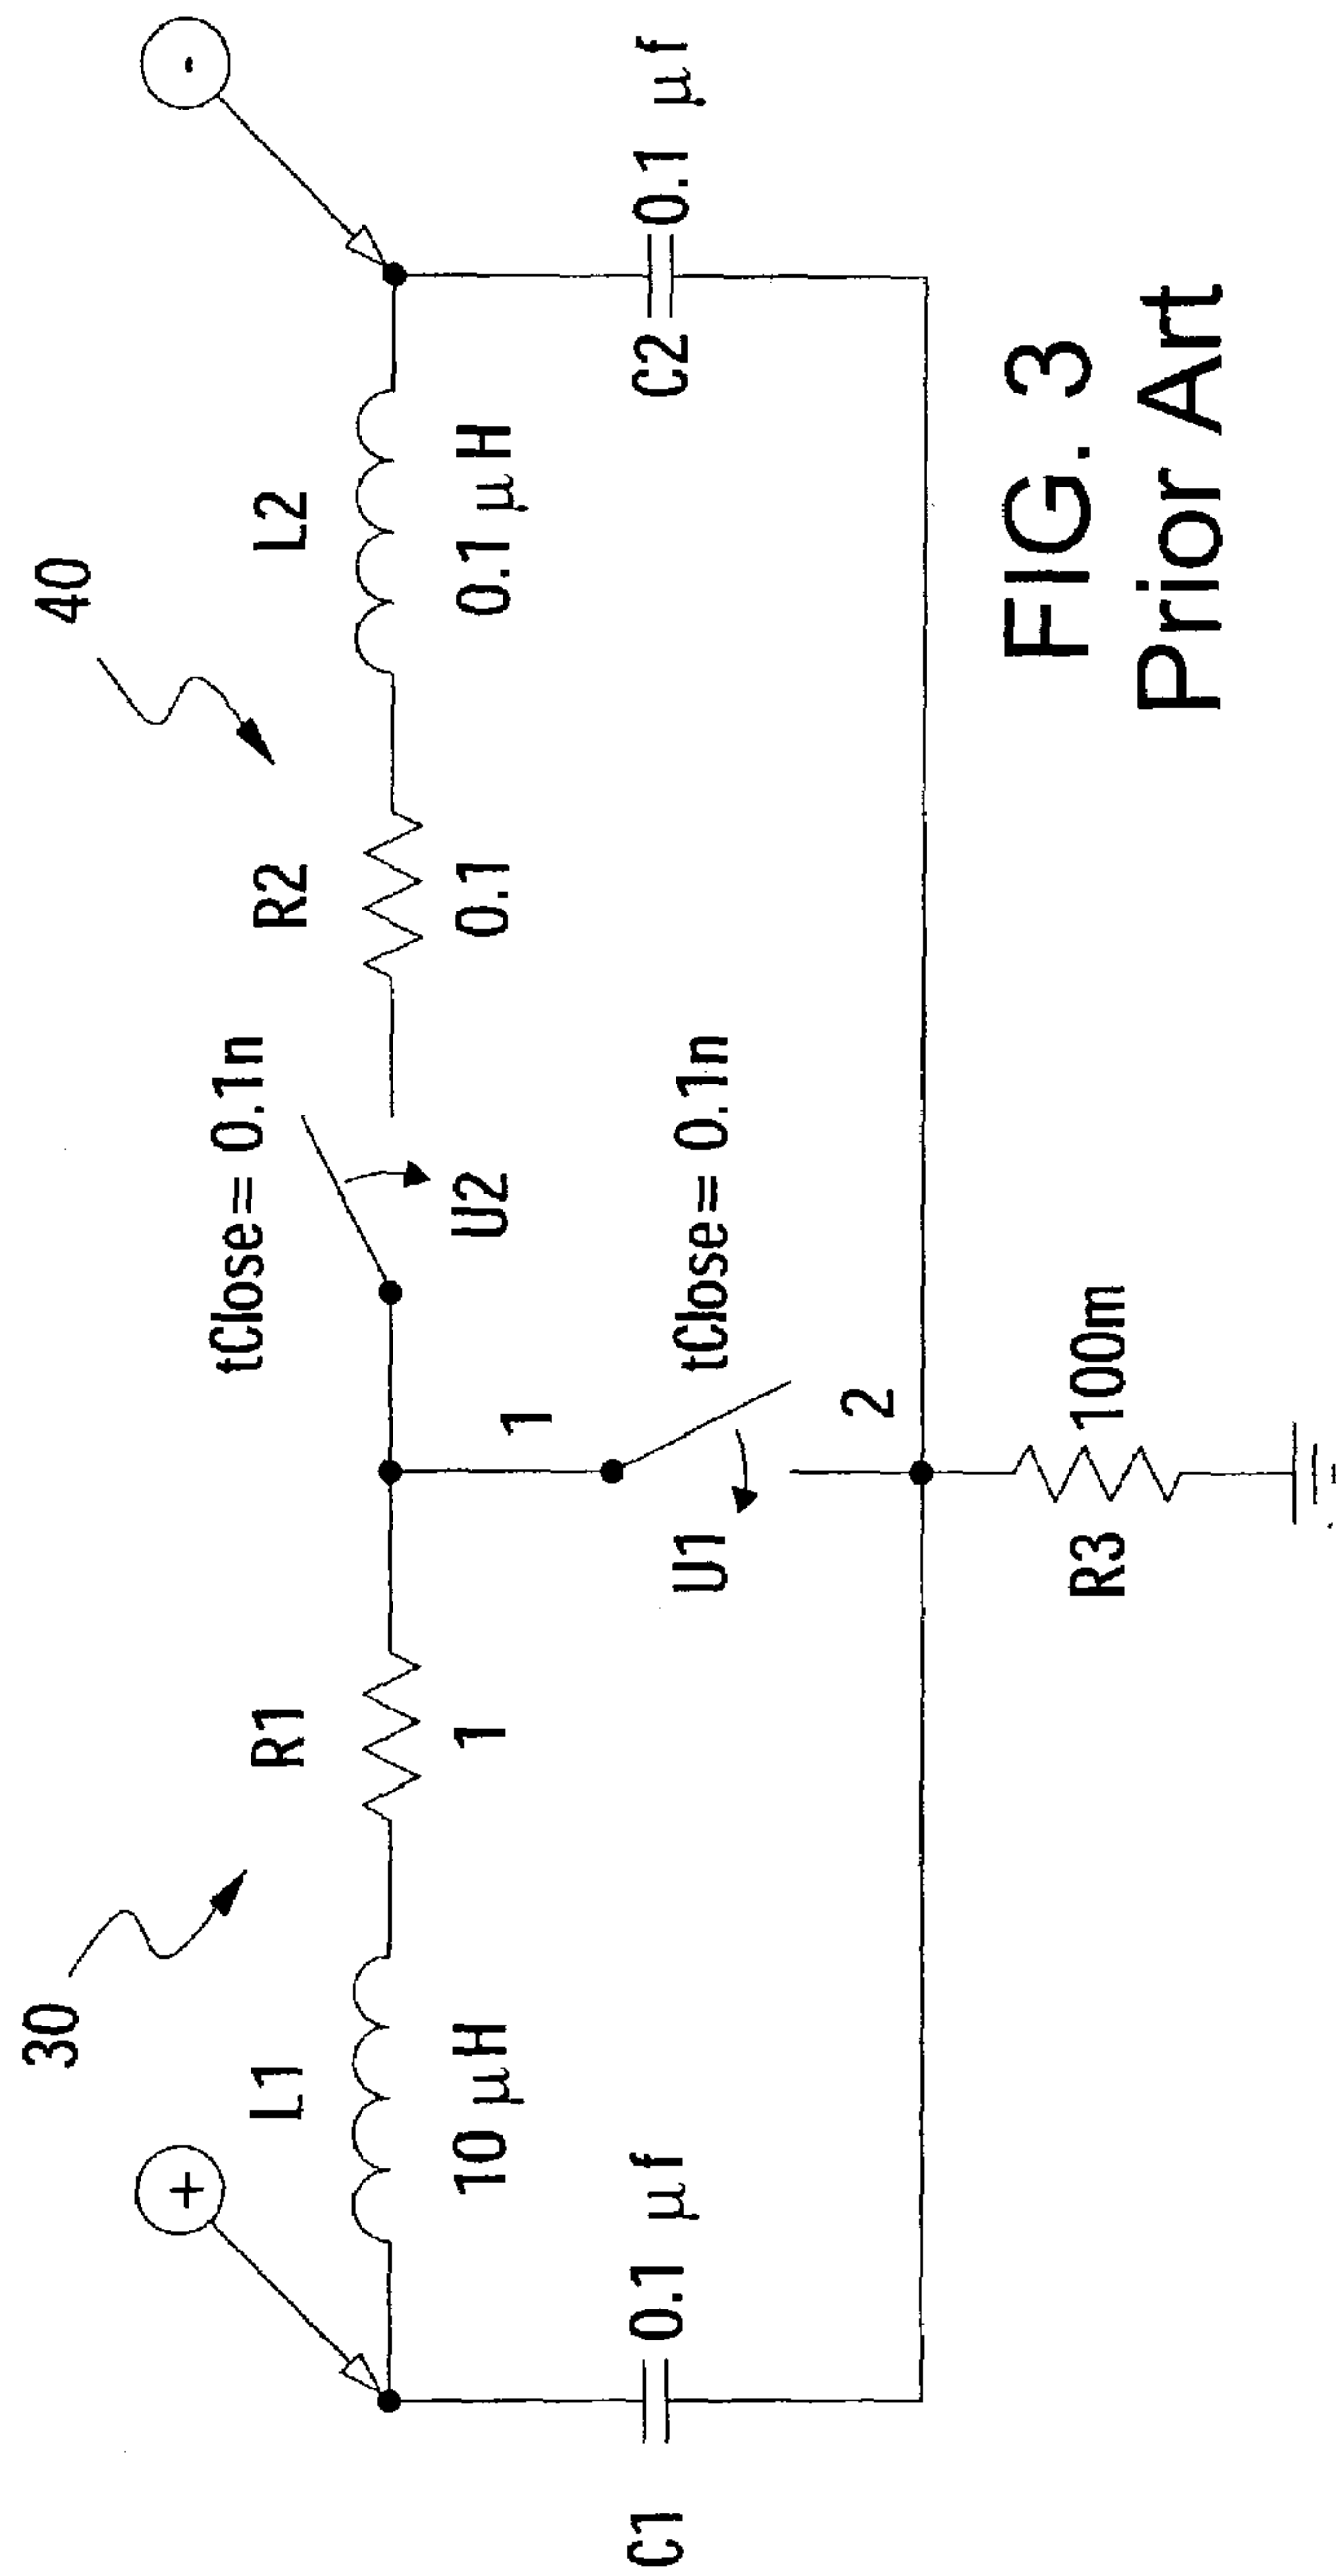 30
40
+
-
L1
R1
tClose= 0.1n
R2
L2
10 μH
1
U2
0.1
0.1 μH
1
C1
0.1 μf
U1
tClose= 0.1n
C2
0.1 μf
2
R3
100m
FIG. 3
Prior Art